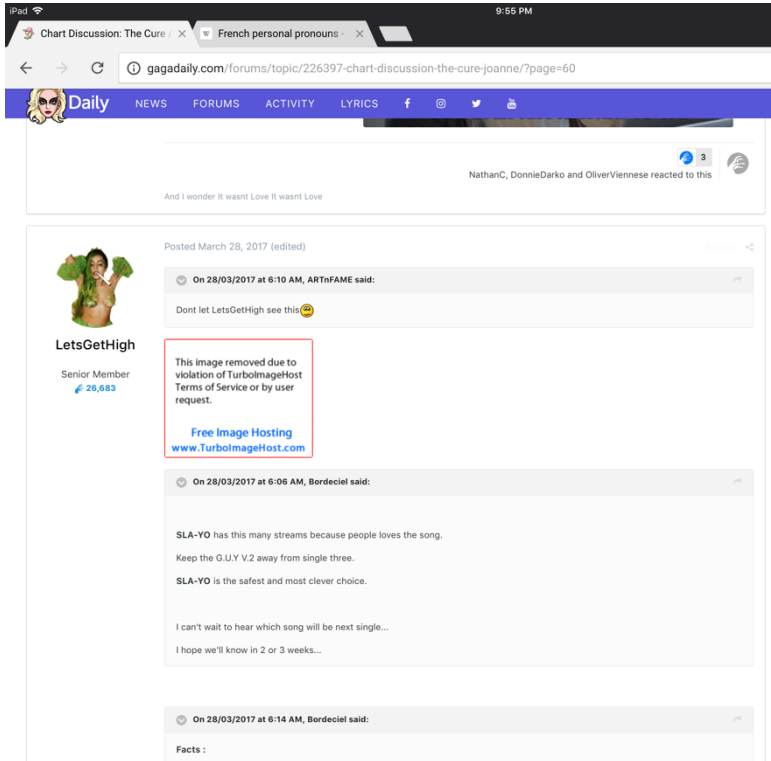 iPad 9:55 PM
Chart Discussion: The Cure / × W French personal pronouns - ×
gagadaily.com/forums/topic/226397-chart-discussion-the-cure-joanne/?page=60
Daily NEWS FORUMS ACTIVITY LYRICS
3
NathanC, DonnieDarko and OliverViennese reacted to this
And I wonder It wasnt Love It wasnt Love
Posted March 28, 2017 (edited)
On 28/03/2017 at 6:10 AM, ARTnFAME said:
Dont let LetsGetHigh see this
LetsGetHigh
Senior Member
26,683
This image removed due to
violation of TurboImageHost
Terms of Service or by user
request.
Free Image Hosting
www.TurboImageHost.com
On 28/03/2017 at 6:06 AM, Bordeciel said:
SLA-YO has this many streams because people loves the song.
Keep the G.U.Y V.2 away from single three.
SLA-YO is the safest and most clever choice.
I can't wait to hear which song will be next single...
I hope we'll know in 2 or 3 weeks...
On 28/03/2017 at 6:14 AM, Bordeciel said:
Facts :